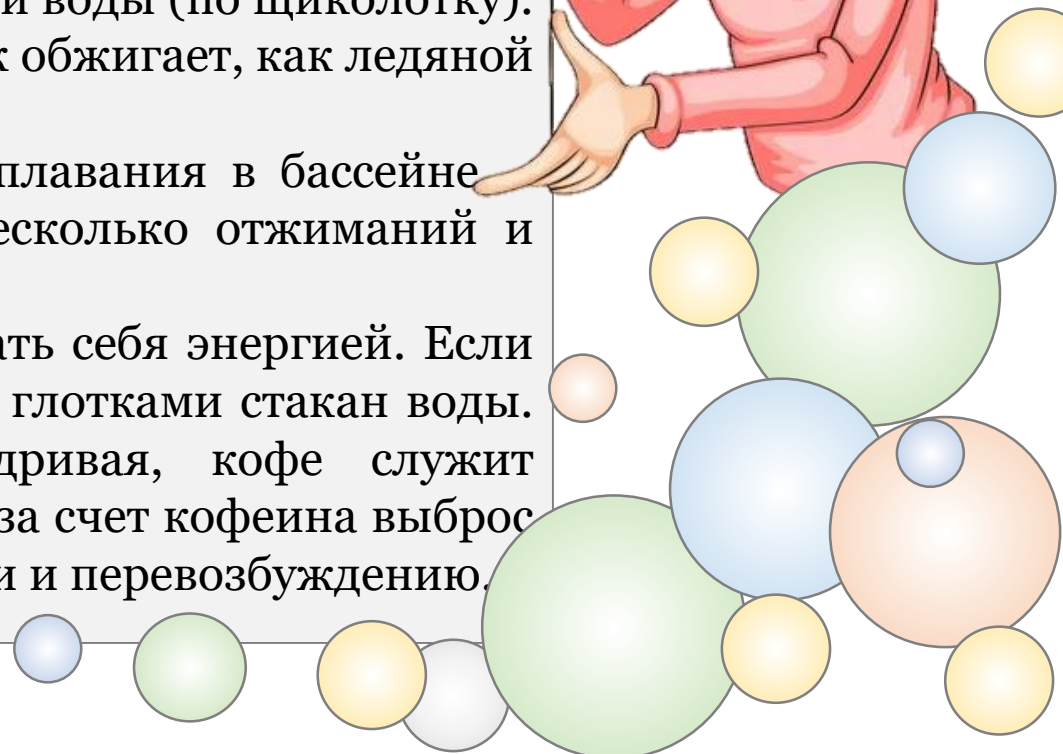 и воды (по щиколотку).
к обжигает, как ледяной
плавания в бассейне
есколько отжиманий и
ать себя энергией. Если
глотками стакан воды.
дривая, кофе служит
за счет кофеина выброс
и и перевозбуждению.